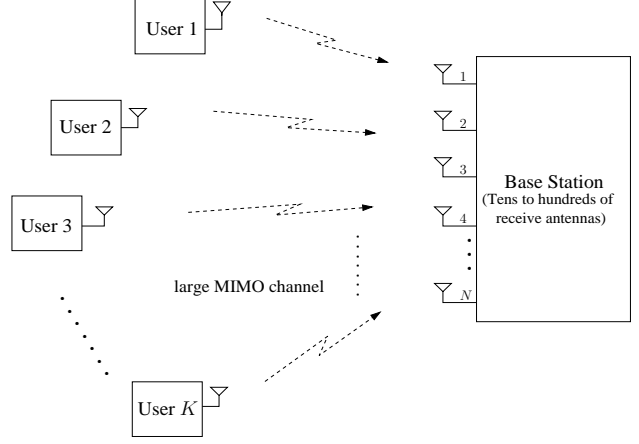 User 1
User 2
User 3
User K
large MIMO channel
1
2
3
4
N
Base Station
(Tens to hundreds of
receive antennas)